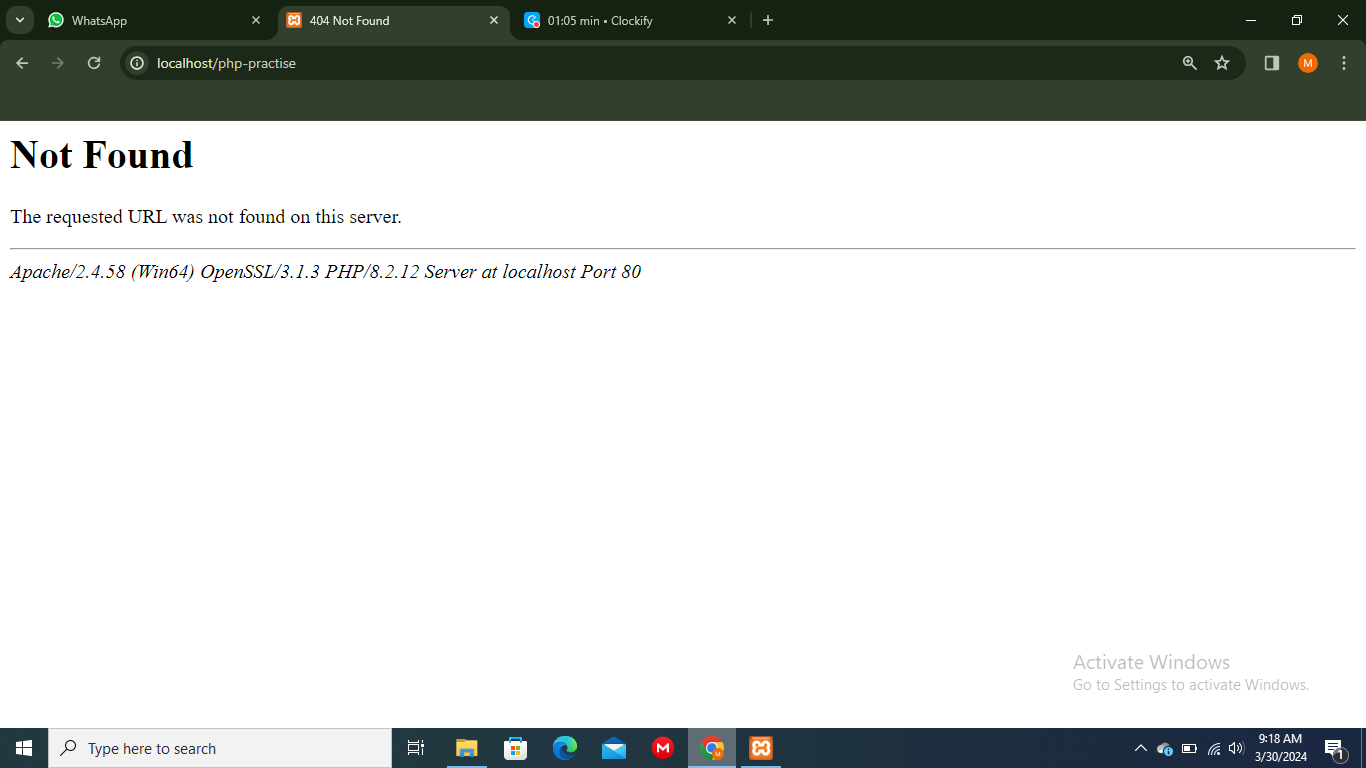 WhatsApp
404 Not Found
01:05 min • Clockify
localhost/php-practise
M
Not Found
The requested URL was not found on this server.
Apache/2.4.58 (Win64) OpenSSL/3.1.3 PHP/8.2.12 Server at localhost Port 80
Activate Windows
Go to Settings to activate Windows.
Type here to search
M
M
9:18 AM
3/30/2024
1